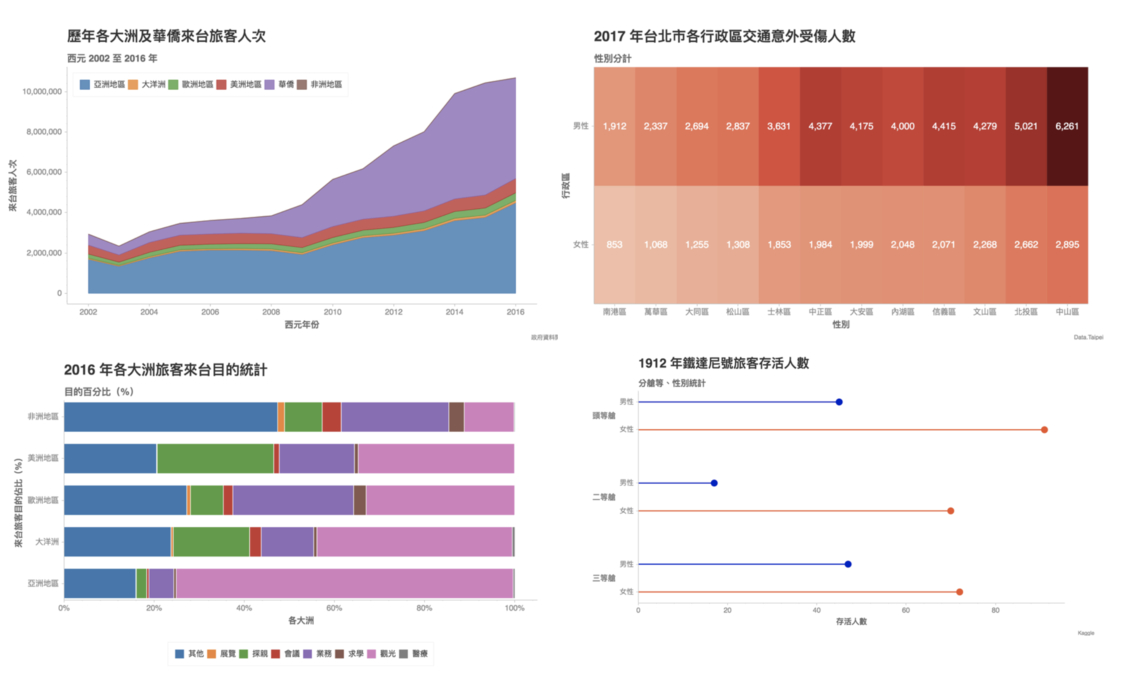 歷年各大洲及華僑來台旅客人次
西元 2002 至 2016 年
亞洲地區 大洋洲 歐洲地區 美洲地區 華僑 非洲地區
10,000,000
8,000,000
6,000,000
4,000,000
2,000,000
0
來台旅客人次
2002 2004 2006 2008 2010 2012 2014 2016
西元年份
政府資料
2017 年台北市各行政區交通意外受傷人數
性別分計
行政區
男性 1,912 2,337 2,694 2,837 3,631 4,377 4,175 4,000 4,415 4,279 5,021 6,261
女性 853 1,068 1,255 1,308 1,853 1,984 1,999 2,048 2,071 2,268 2,662 2,895
南港區 萬華區 大同區 松山區 士林區 中正區 大安區 內湖區 信義區 文山區 北投區 中山區
性別
Data.Taipei
2016 年各大洲旅客來台目的統計
目的百分比（%）
來台旅客目的佔比（%）
非洲地區
美洲地區
歐洲地區
大洋洲
亞洲地區
0% 20% 40% 60% 80% 100%
各大洲
其他 展覽 探親 會議 業務 求學 觀光 醫療
1912 年鐵達尼號旅客存活人數
分艙等、性別統計
頭等艙
男性
女性
二等艙
男性
女性
三等艙
男性
女性
0 20 40 60 80
存活人數
Kaggle